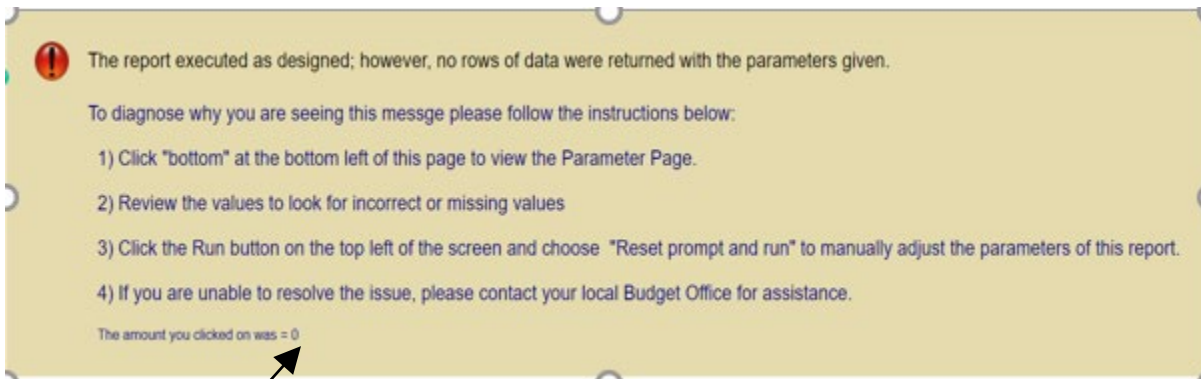 The report executed as designed; however, no rows of data were returned with the parameters given.
To diagnose why you are seeing this messge please follow the instructions below:
1) Click "bottom" at the bottom left of this page to view the Parameter Page.
2) Review the values to look for incorrect or missing values
3) Click the Run button on the top left of the screen and choose "Reset prompt and run" to manually adjust the parameters of this report.
4) If you are unable to resolve the issue, please contact your local Budget Office for assistance.
The amount you clicked on was = 0